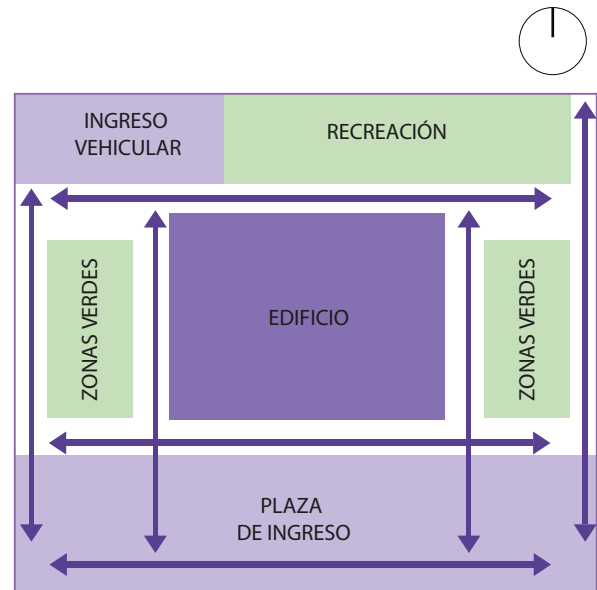 INGRESO
VEHICULAR
RECREACIÓN
ZONAS VERDES
EDIFICIO
ZONAS VERDES
PLAZA
DE INGRESO